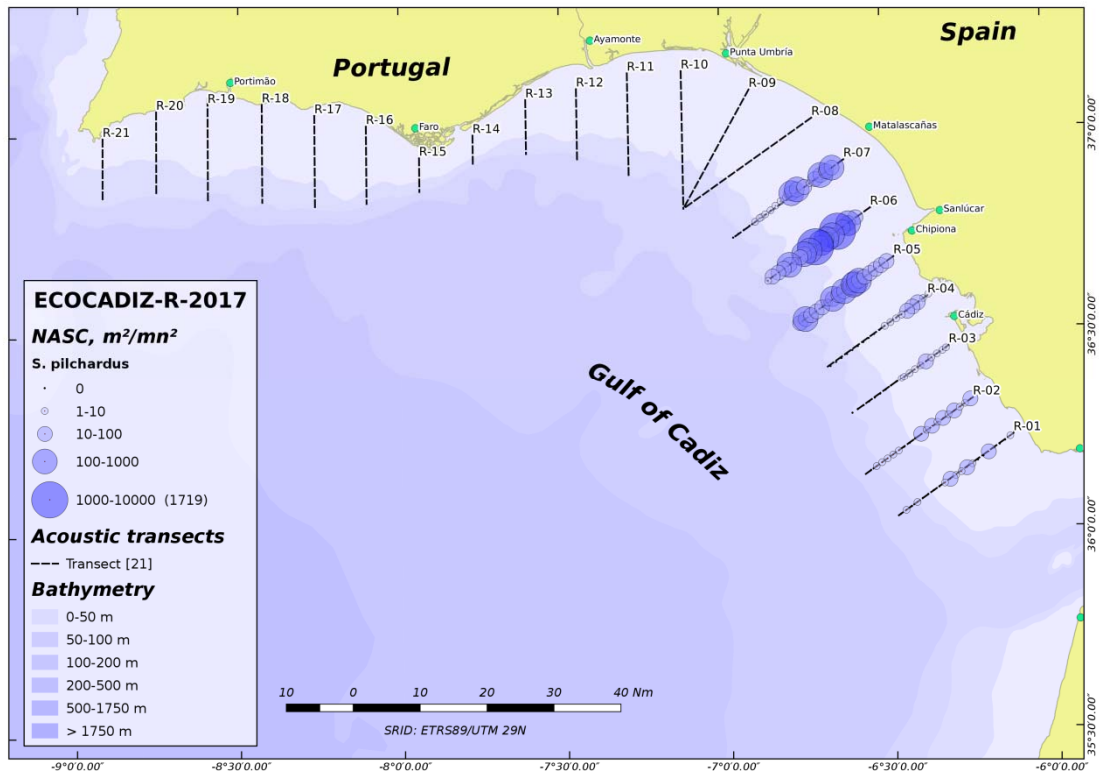 Spain
Portugal
Ayamonte
Punta Umbría
Portimão
Faro
Matalascañas
Sanlúcar
Chipiona
Cádiz
R-21
R-20
R-19
R-18
R-17
R-16
R-15
R-14
R-13
R-12
R-11
R-10
R-09
R-08
R-07
R-06
R-05
R-04
R-03
R-02
R-01
Gulf of Cadiz
ECOCADIZ-R-2017
NASC, m²/mn²
S. pilchardus
0
1-10
10-100
100-1000
1000-10000 (1719)
Acoustic transects
Transect [21]
Bathymetry
0-50 m
50-100 m
100-200 m
200-500 m
500-1750 m
> 1750 m
10 0 10 20 30 40 Nm
SRID: ETRS89/UTM 29N
37°0'0.00"
36°30'0.00"
36°0'0.00"
35°30'0.00"
-9°0'0.00" -8°30'0.00" -8°0'0.00" -7°30'0.00" -7°0'0.00" -6°30'0.00" -6°0'0.00"